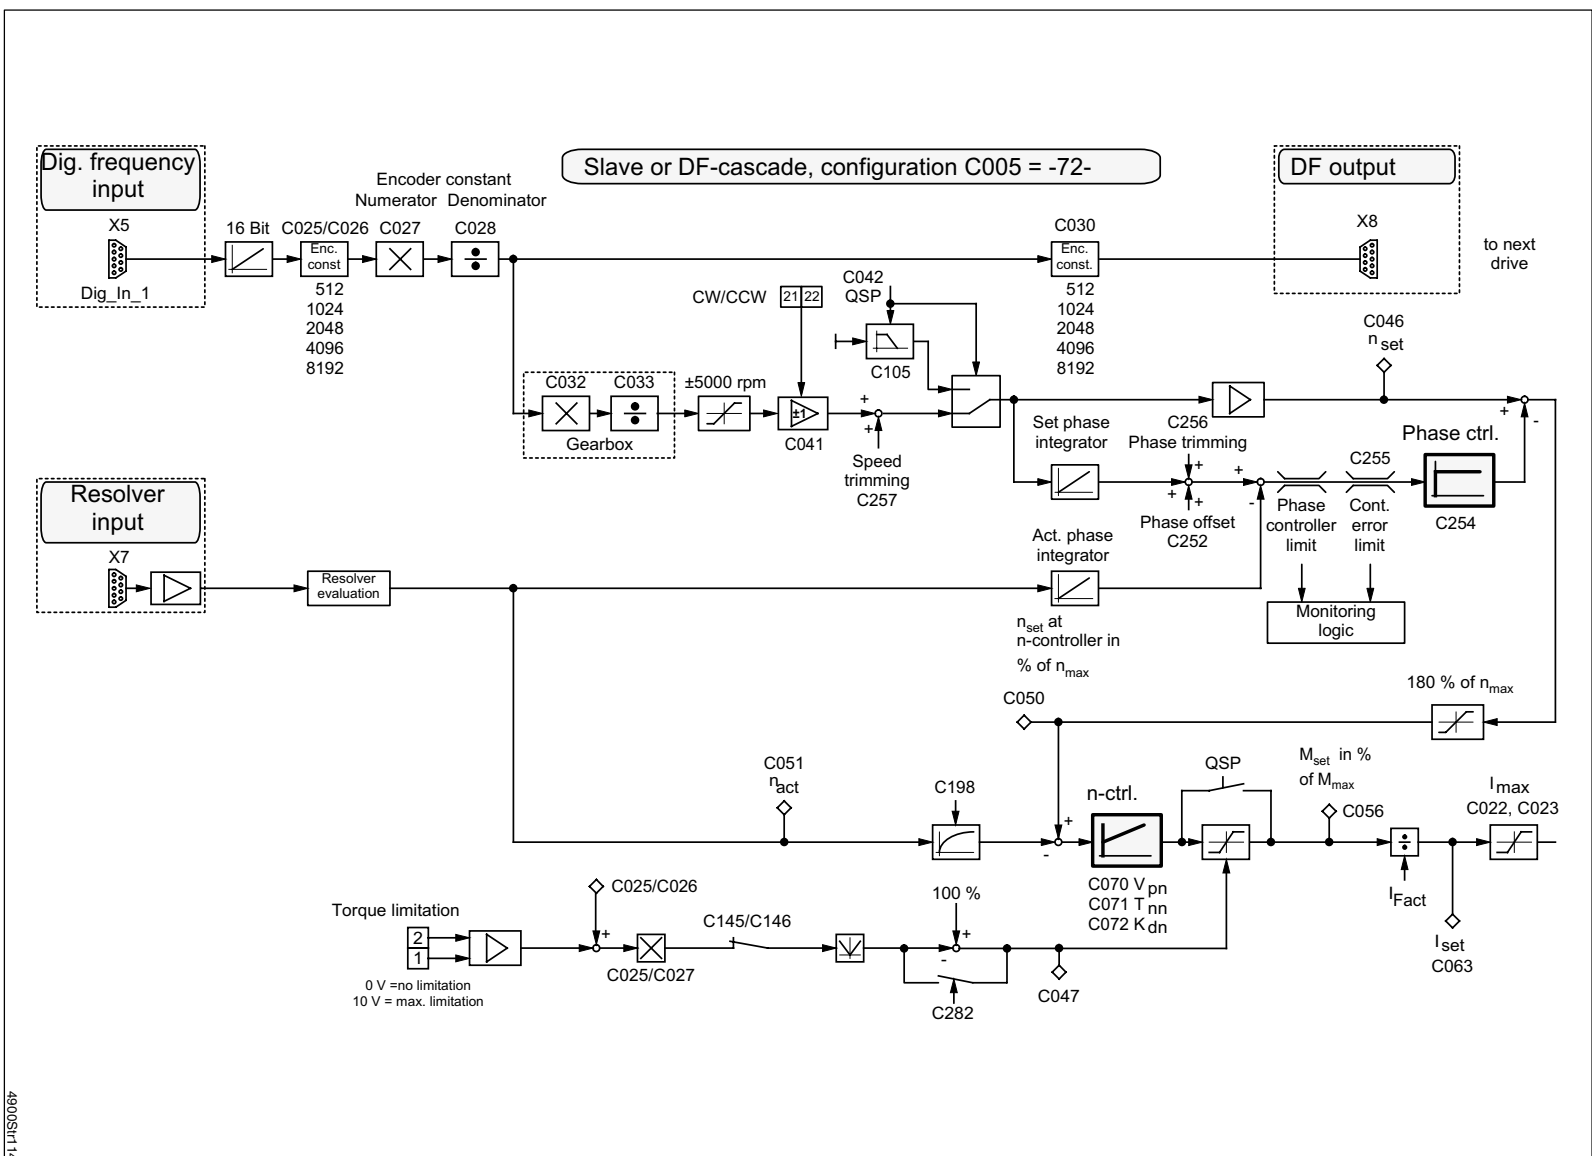 Slave or DF-cascade, configuration C005 = -72-
Dig. frequency
input
X5
Dig_In_1
16 Bit
C025/C026
Enc.
const
512
1024
2048
4096
8192
Encoder constant
Numerator Denominator
C027
C028
C030
Enc.
const.
512
1024
2048
4096
8192
DF output
X8
to next
drive
CW/CCW
21 22
C042
QSP
C105
C032
C033
Gearbox
±5000 rpm
±1
C041
+
+
Speed
trimming
C257
C046
n set
+
-
Set phase
integrator
C256
Phase trimming
+
+
+
Phase offset
C252
+
-
Phase
controller
limit
C255
Cont.
error
limit
Phase ctrl.
C254
Monitoring
logic
Resolver
input
X7
Resolver
evaluation
Act. phase
integrator
n set at
n-controller in
% of n max
C050
180 % of n max
C051
n act
C198
+
-
n-ctrl.
C070 V pn
C071 T nn
C072 K dn
QSP
M set in %
of M max
C056
I Fact
I max
C022, C023
I set
C063
Torque limitation
2
1
0 V =no limitation
10 V = max. limitation
C025/C026
+
C025/C027
C145/C146
100 %
+
-
C282
C047
4900Str114